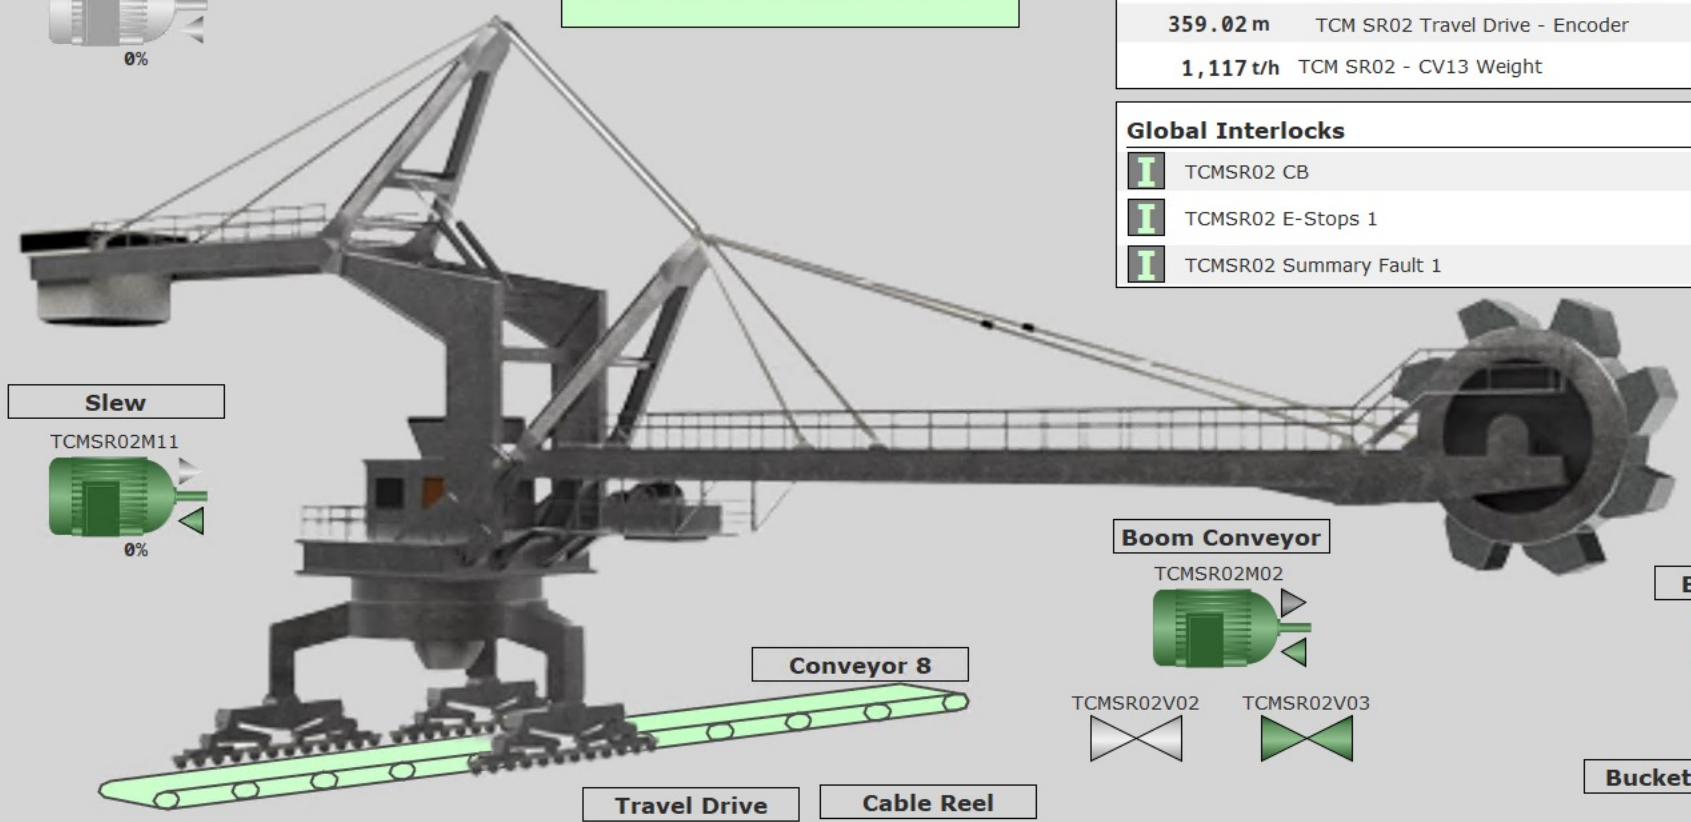 0%
359.02 m TCM SR02 Travel Drive - Encoder
1,117 t/h TCM SR02 - CV13 Weight
Global Interlocks
I TCMSR02 CB
I TCMSR02 E-Stops 1
I TCMSR02 Summary Fault 1
Slew
TCMSR02M11
0%
Boom Conveyor
TCMSR02M02
Conveyor 8
TCMSR02V02 TCMSR02V03
Travel Drive
Cable Reel
Bucket